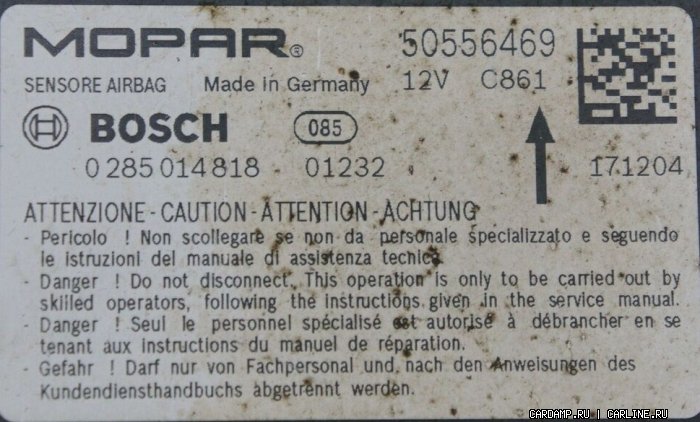 MOPAR® 50556469
SENSORE AIRBAG Made in Germany 12V C861
BOSCH 085
0 285 014 818 01232 171204
ATTENZIONE - CAUTION - ATTENTION - ACHTUNG
- Pericolo ! Non scollegare se non da personale specializzato e seguendo
le istruzioni del manuale di assistenza tecnica.
- Danger ! Do not disconnect. This operation is only to be carried out by
skilled operators, following the instructions given in the service manual.
- Danger ! Seul le personnel spécialisé est autorisé à débrancher en se
tenant aux instructions du manuel de réparation.
- Gefahr ! Darf nur von Fachpersonal und nach den Anweisungen des
Kundendiensthandbuchs abgetrennt werden.
CARDAMP.RU | CARLINE.RU